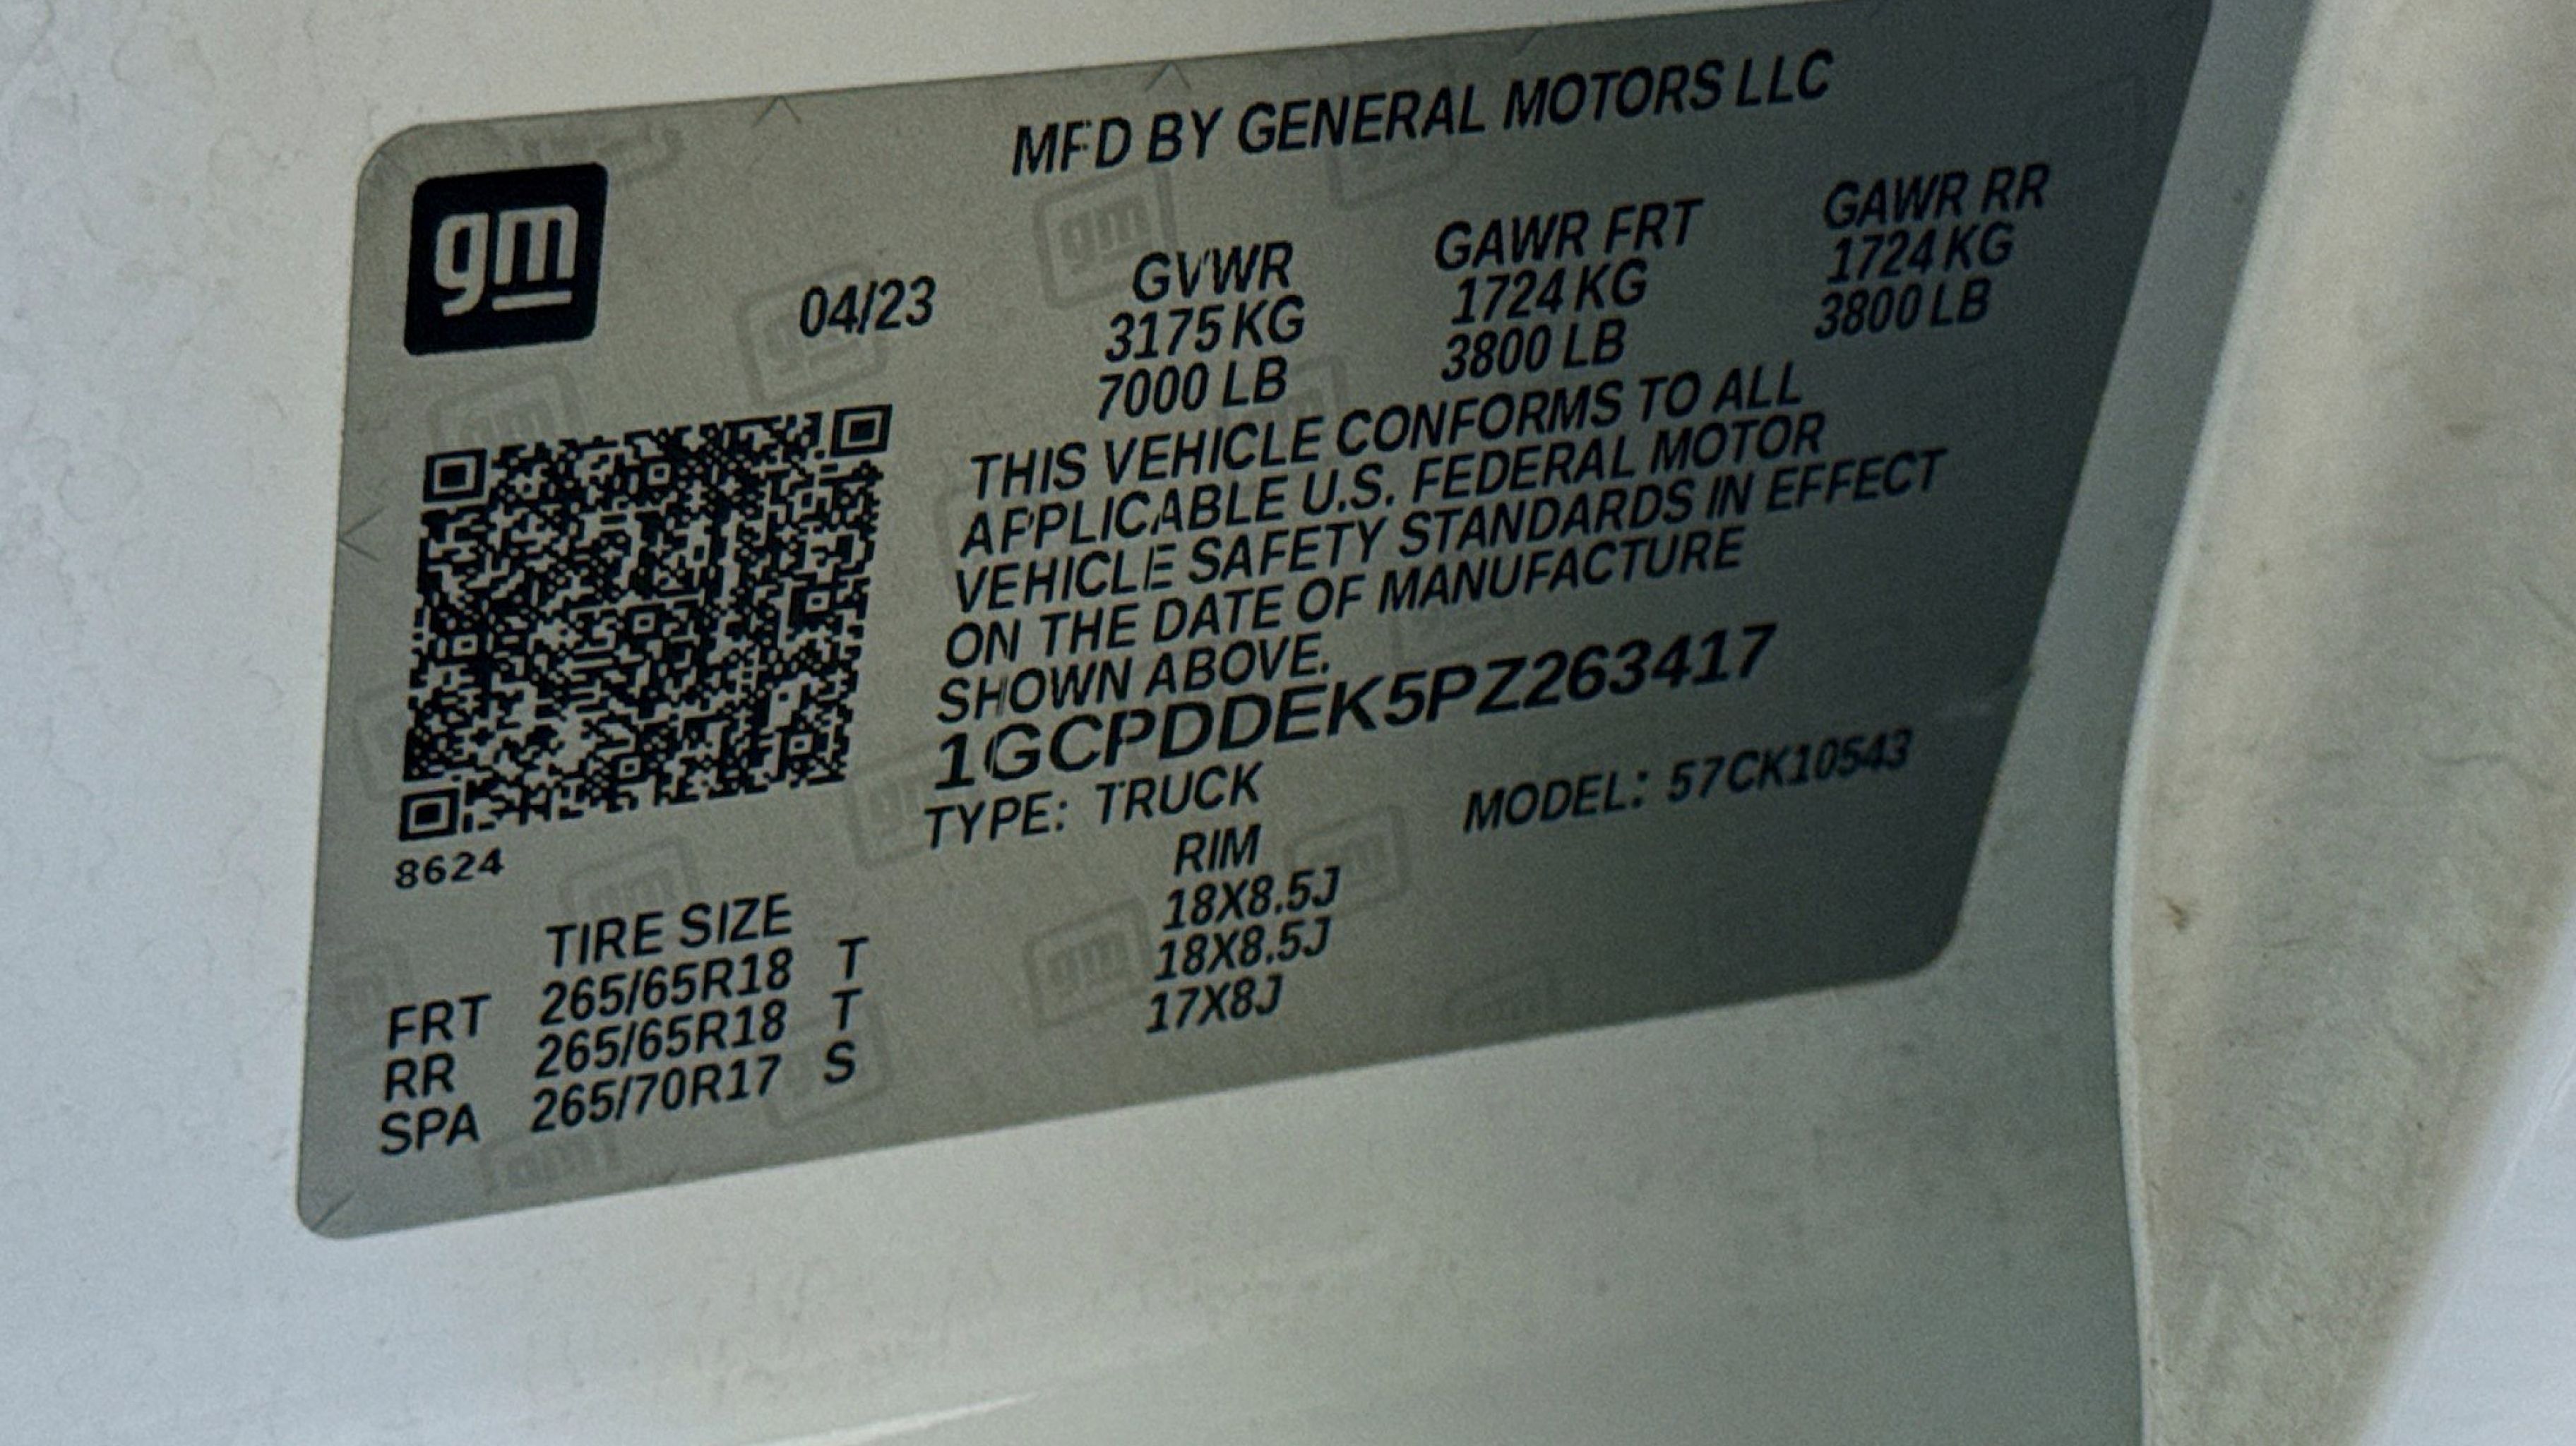 MFD BY GENERAL MOTORS LLC
gm
04/23
GVWR GAWR FRT GAWR RR
3175 KG 1724 KG 1724 KG
7000 LB 3800 LB 3800 LB
THIS VEHICLE CONFORMS TO ALL
APPLICABLE U.S. FEDERAL MOTOR
VEHICLE SAFETY STANDARDS IN EFFECT
ON THE DATE OF MANUFACTURE
SHOWN ABOVE.
1GCPDDEK5PZ263417
TYPE: TRUCK MODEL: 57CK10543
8624
TIRE SIZE RIM
FRT 265/65R18 T 18X8.5J
RR 265/65R18 T 18X8.5J
SPA 265/70R17 S 17X8J